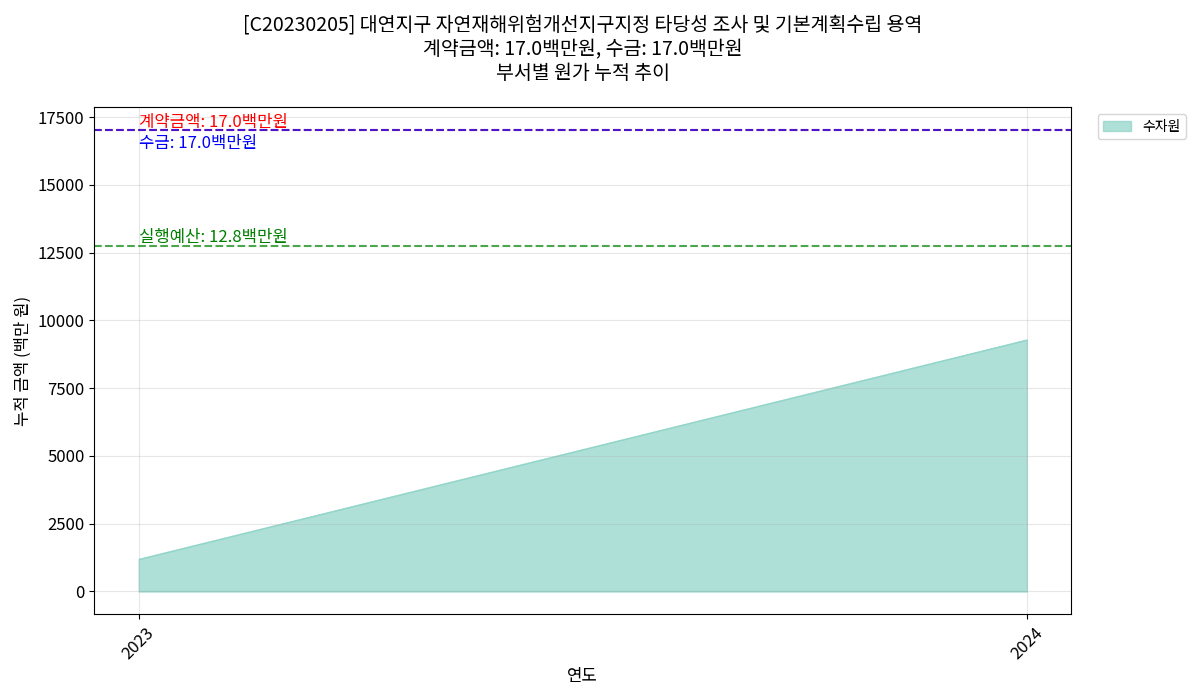 [C20230205] 대연지구 자연재해위험개선지구지정 타당성 조사 및 기본계획수립 용역
계약금액: 17.0백만원, 수금: 17.0백만원
부서별 원가 누적 추이
17500
15000
12500
10000
7500
5000
2500
0
누적 금액 (백만 원)
계약금액: 17.0백만원
수금: 17.0백만원
실행예산: 12.8백만원
수자원
2023
2024
연도